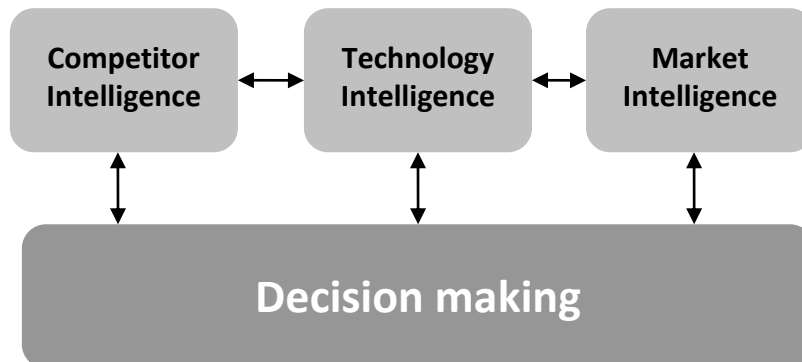 Competitor
Intelligence
Technology
Intelligence
Market
Intelligence
Decision making